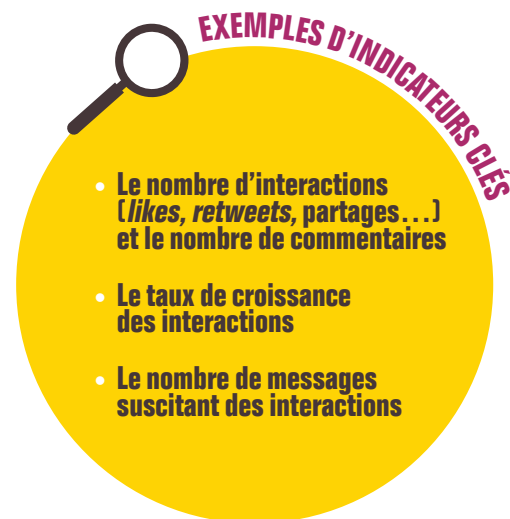 EXEMPLES D’INDICATEURS CLÉS
• Le nombre d’interactions
(likes, retweets, partages…)
et le nombre de commentaires
• Le taux de croissance
des interactions
• Le nombre de messages
suscitant des interactions